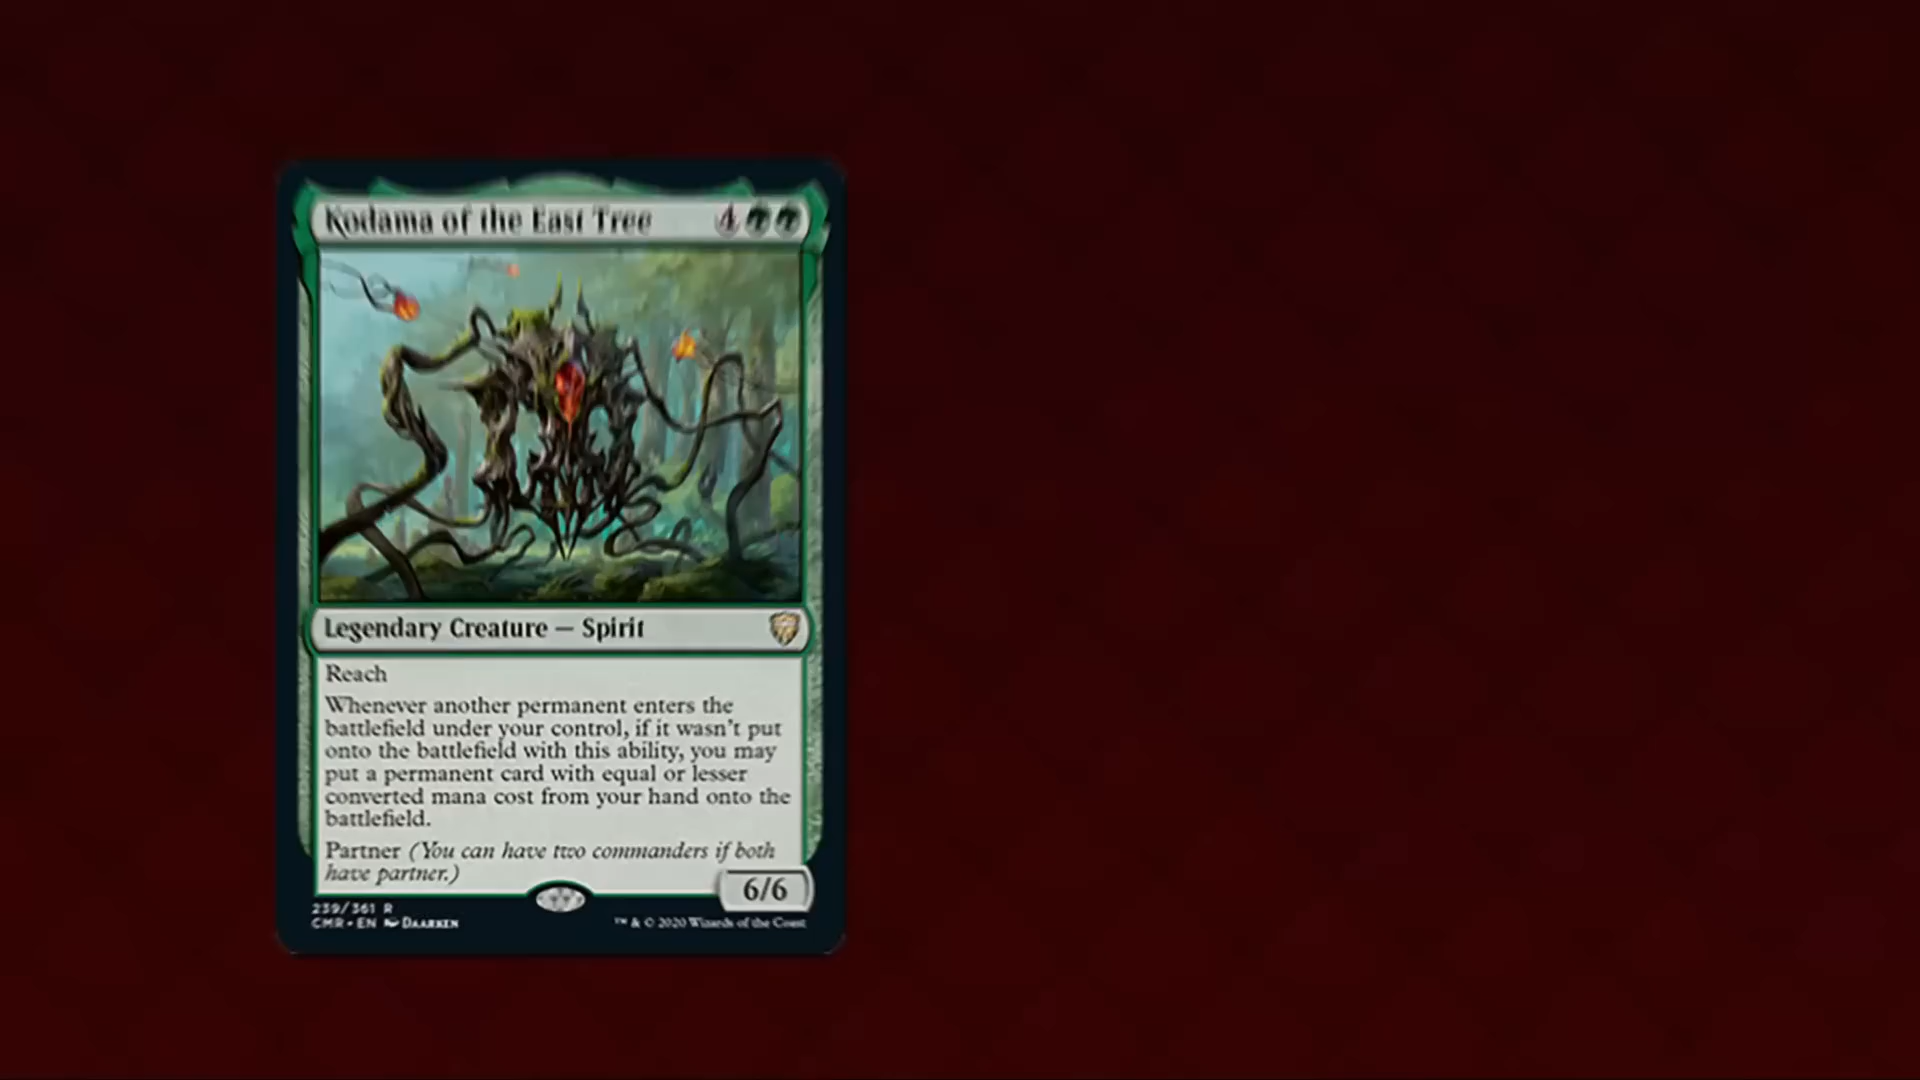 Kodama of the East Tree 4
Legendary Creature — Spirit
Reach
Whenever another permanent enters the
battlefield under your control, if it wasn't put
onto the battlefield with this ability, you may
put a permanent card with equal or lesser
converted mana cost from your hand onto the
battlefield.
Partner (You can have two commanders if both
have partner.)
6/6
239/361 R
CMR • EN Daarken
™ & © 2020 Wizards of the Coast